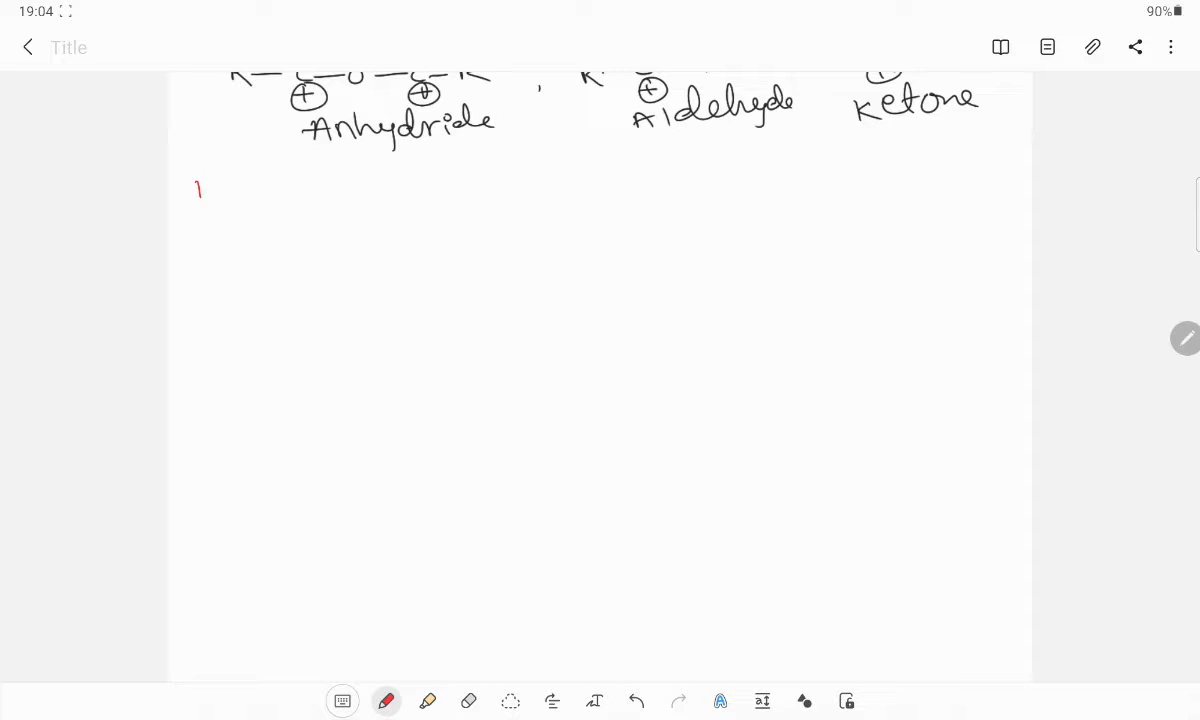 19:04 90%
Title
R — C — O — C — R , R
Anhydride Aldehyde Ketone